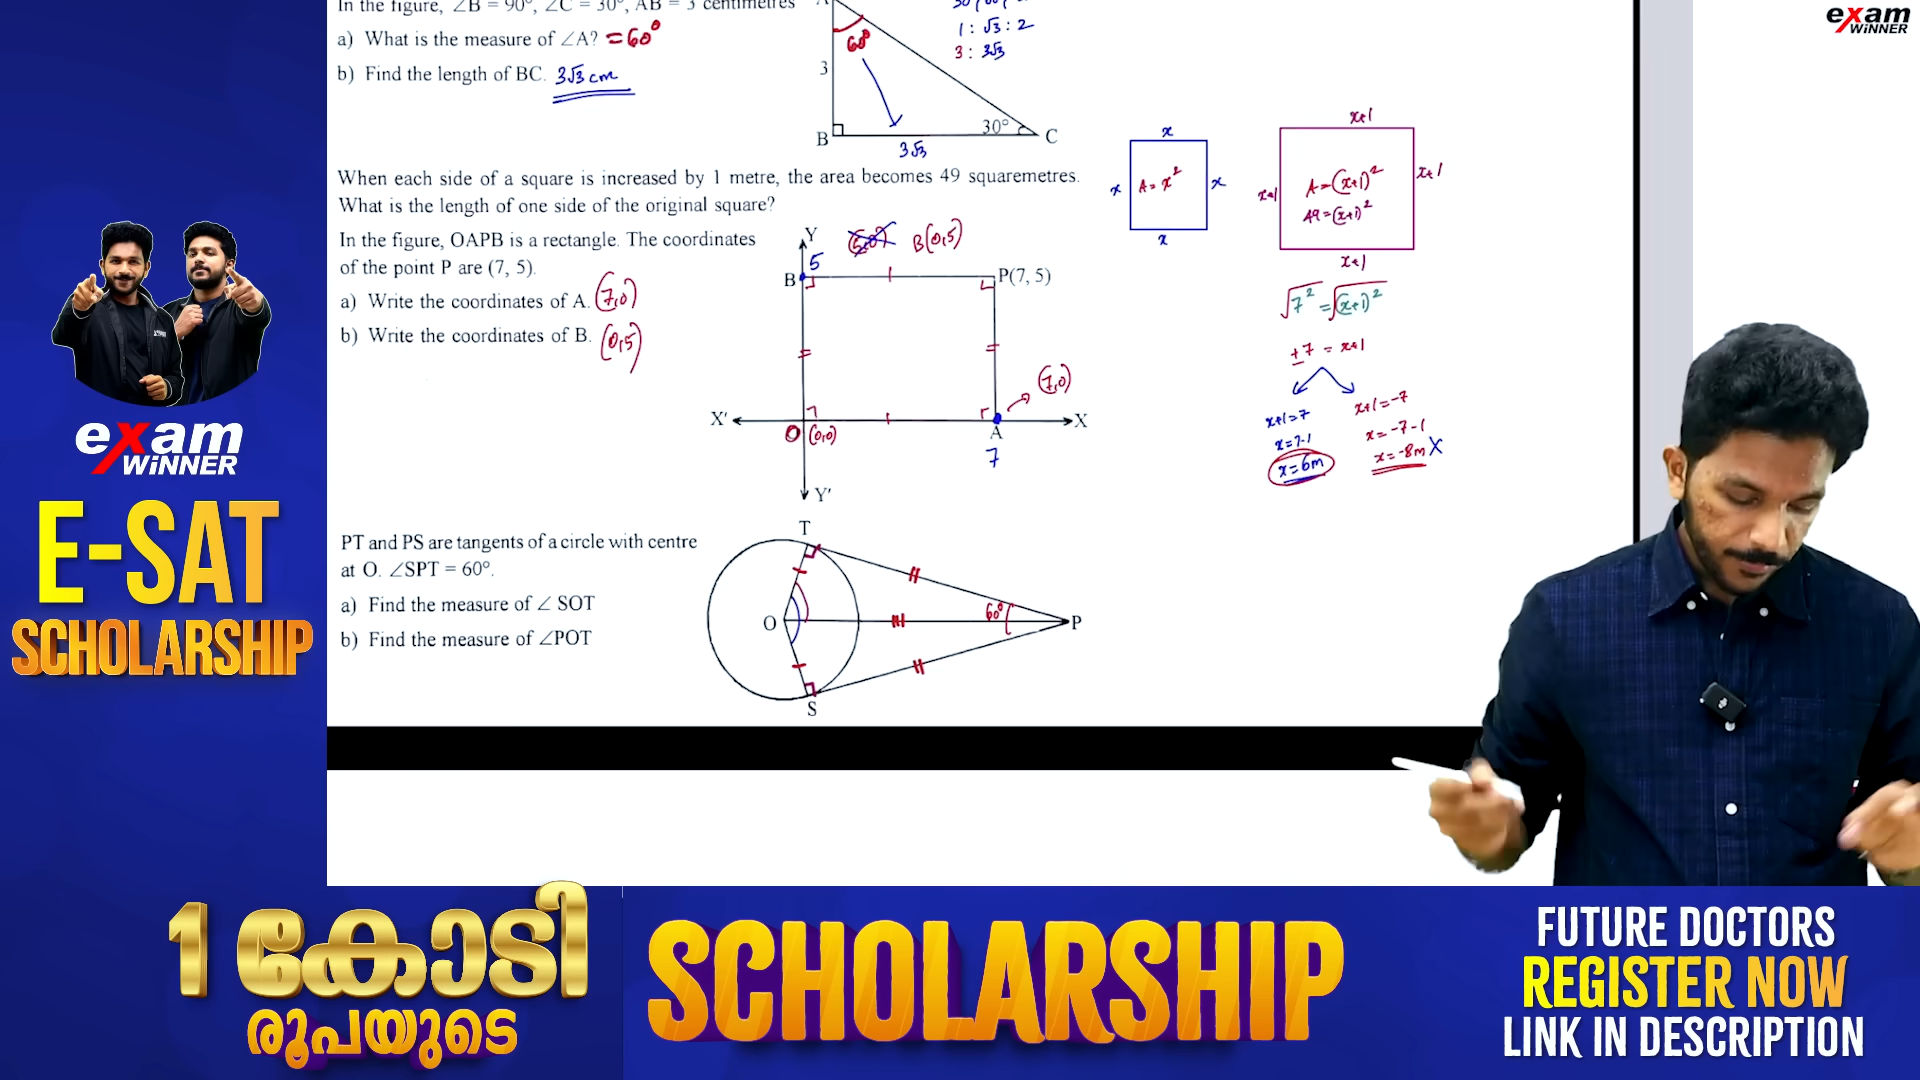 In the figure, ∠B = 90°, ∠C = 30°, AB = 3 centimetres
a) What is the measure of ∠A? = 60°
b) Find the length of BC. 3√3 cm
1 : √3 : 2
3 : 3√3
60°
3
B
30°
C
3√3
When each side of a square is increased by 1 metre, the area becomes 49 squaremetres.
What is the length of one side of the original square?
x
x
A = x²
x
x
x+1
x+1
A = (x+1)²
49 = (x+1)²
x+1
x+1
√7² = √(x+1)²
±7 = x+1
x+1 = 7
x = 7-1
x = 6m
x+1 = -7
x = -7-1
x = -8m X
In the figure, OAPB is a rectangle. The coordinates
of the point P are (7, 5).
a) Write the coordinates of A. (7,0)
b) Write the coordinates of B. (0,5)
Y
5
(5,0)
B(0,5)
B
P(7, 5)
(7,0)
X'
O
(0,0)
A
X
7
Y'
PT and PS are tangents of a circle with centre
at O. ∠SPT = 60°.
a) Find the measure of ∠ SOT
b) Find the measure of ∠POT
T
O
60°
P
S
exam
WiNNER
exam
WiNNER
E-SAT
SCHOLARSHIP
1 കോടി
രൂപയുടെ
SCHOLARSHIP
FUTURE DOCTORS
REGISTER NOW
LINK IN DESCRIPTION